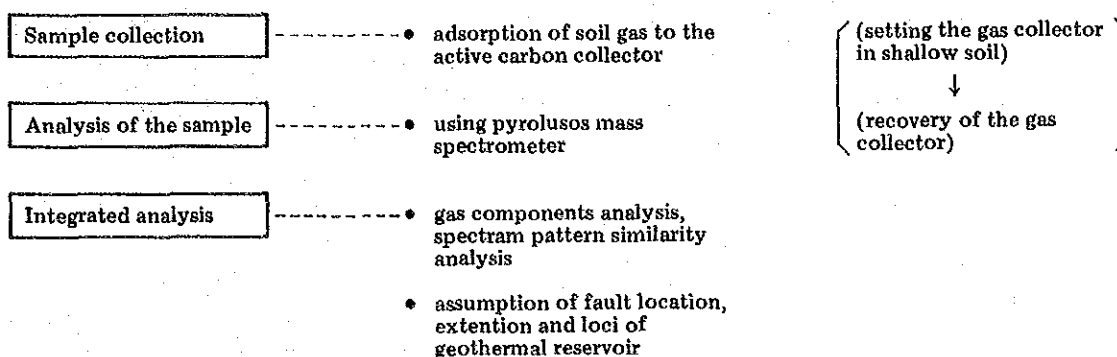 Sample collection
adsorption of soil gas to the
active carbon collector
(setting the gas collector
in shallow soil)
↓
(recovery of the gas
collector)
Analysis of the sample
using pyrolusos mass
spectrometer
Integrated analysis
gas components analysis,
spectram pattern similarity
analysis
assumption of fault location,
extention and loci of
geothermal reservoir